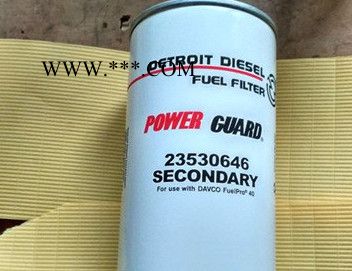 WWW.***.COM
DETROIT DIESEL
FUEL FILTER
POWER GUARD®
23530646
SECONDARY
For use with DAVCO FuelPro® 40